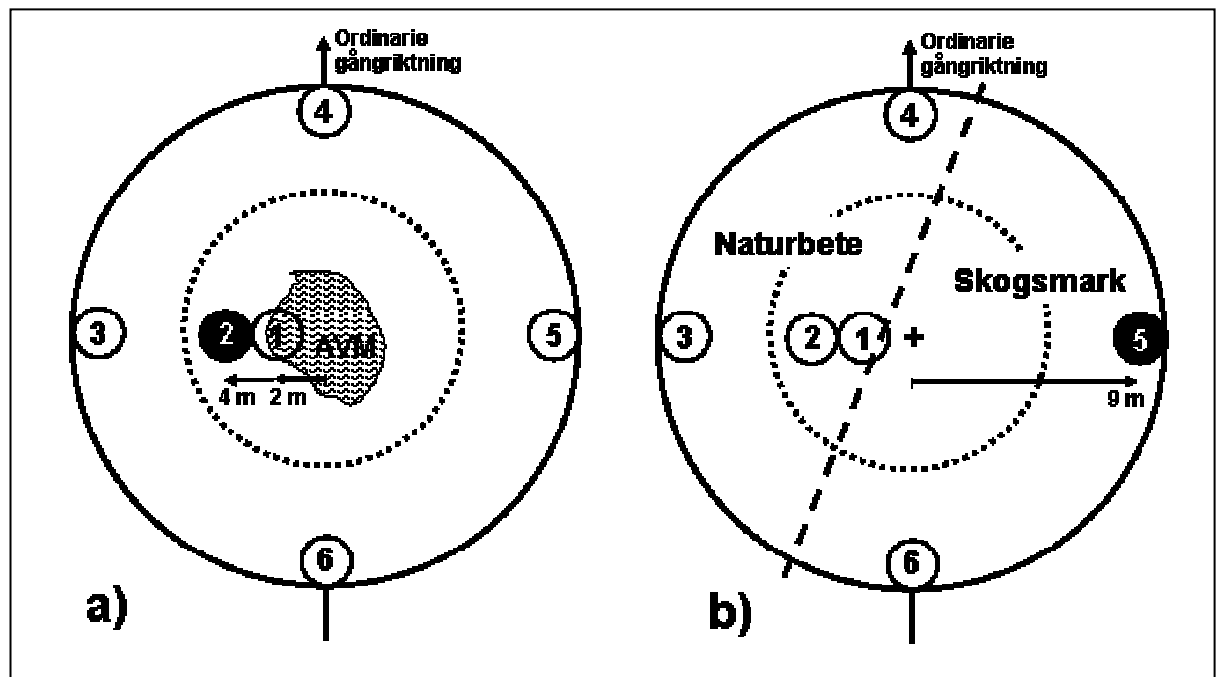 Ordinarie
gångriktning
4
3
2
1
AVM
5
4 m
2 m
6
a)
Ordinarie
gångriktning
4
Naturbete
Skogsmark
3
2
1
+
5
9 m
6
b)